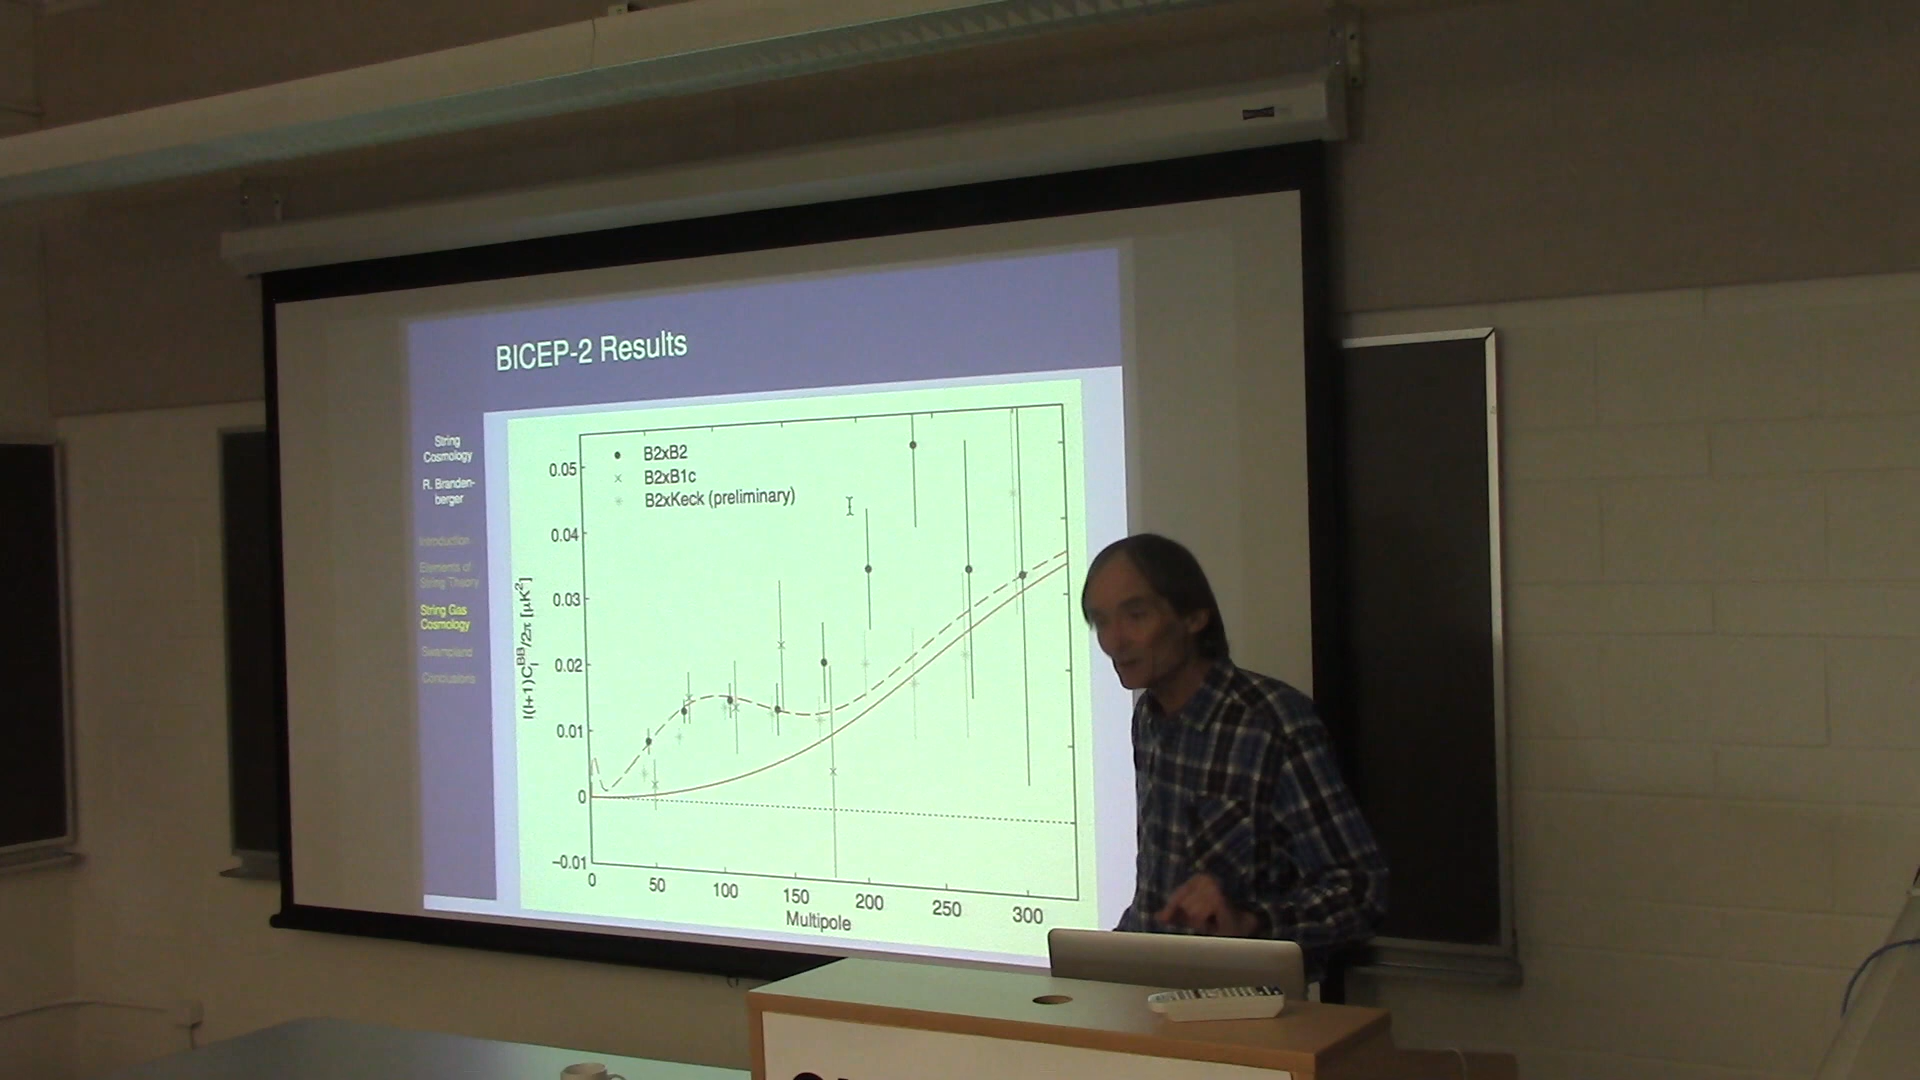 BICEP-2 Results
String
Cosmology
R. Branden-
berger
Introduction
Elements of
String Theory
String Gas
Cosmology
Swampland
Conclusions
B2xB2
B2xB1c
B2xKeck (preliminary)
l(l+1)C_l^BB/2π [μK²]
0.05
0.04
0.03
0.02
0.01
0
−0.01
0 50 100 150 200 250 300
Multipole